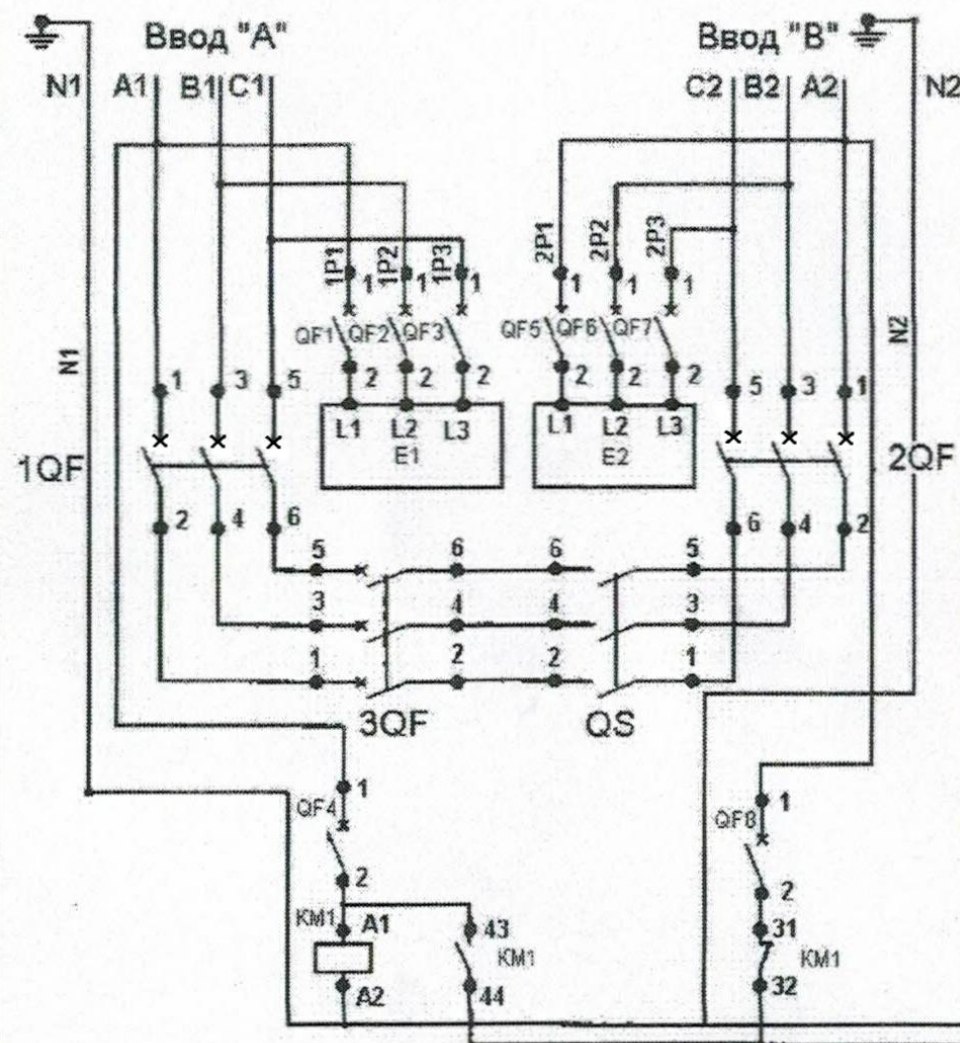 Ввод "А" Ввод "В"
N1 A1 B1 C1 C2 B2 A2 N2
1P1 1P2 1P3 2P1 2P2 2P3
1 1 1 1 1 1
QF1 QF2 QF3 QF5 QF6 QF7
N1 N2
2 2 2 2 2 2
1 3 5 5 3 1
L1 L2 L3 L1 L2 L3
E1 E2
1QF 2QF
2 4 6 6 4 2
5 6 6 5
3 4 4 3
1 2 2 1
3QF QS
1 1
QF4 QF8
2 2
KM1 A1 43 31
KM1 KM1
A2 44 32